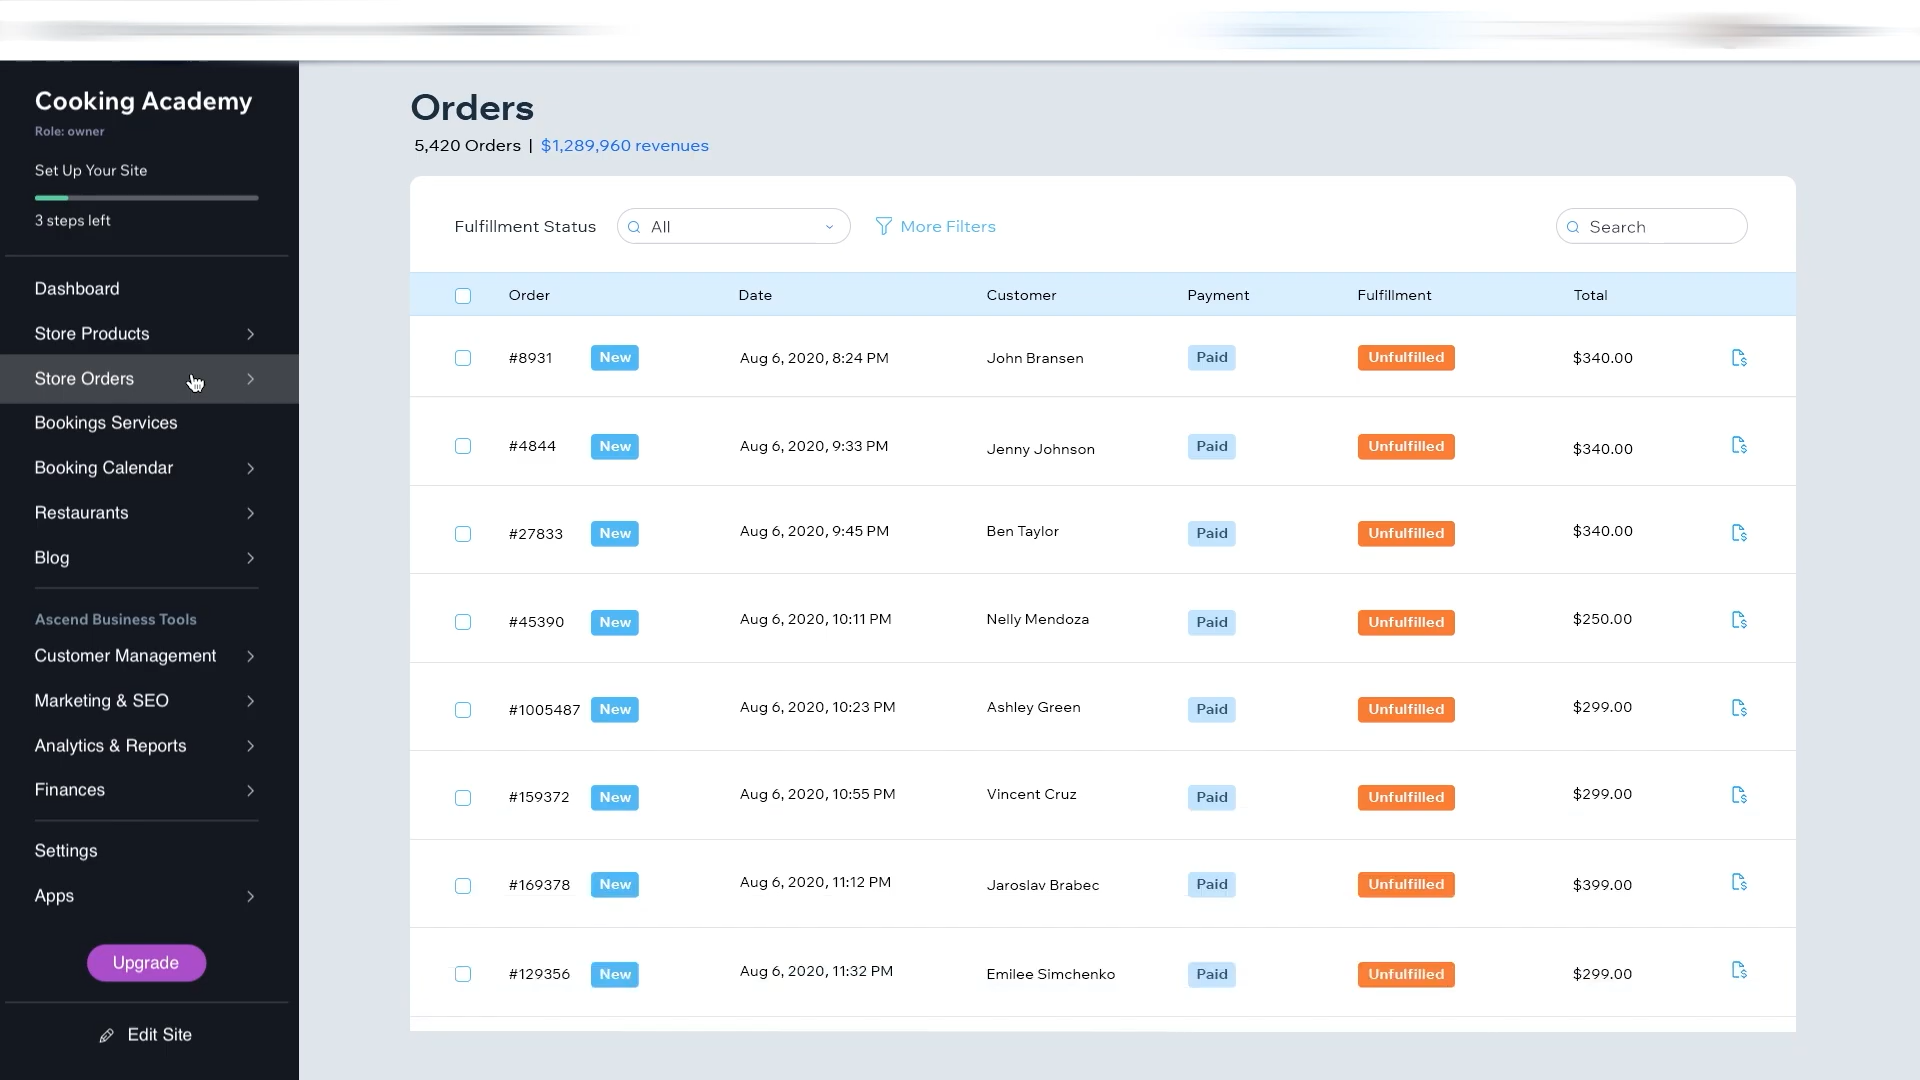 Cooking Academy
Role: owner
Set Up Your Site
3 steps left
Dashboard
Store Products
Store Orders
Bookings Services
Booking Calendar
Restaurants
Blog
Ascend Business Tools
Customer Management
Marketing & SEO
Analytics & Reports
Finances
Settings
Apps
Upgrade
Edit Site
Orders
5,420 Orders | $1,289,960 revenues
Fulfillment Status All More Filters Search
Order Date Customer Payment Fulfillment Total
#8931 New Aug 6, 2020, 8:24 PM John Bransen Paid Unfulfilled $340.00
#4844 New Aug 6, 2020, 9:33 PM Jenny Johnson Paid Unfulfilled $340.00
#27833 New Aug 6, 2020, 9:45 PM Ben Taylor Paid Unfulfilled $340.00
#45390 New Aug 6, 2020, 10:11 PM Nelly Mendoza Paid Unfulfilled $250.00
#1005487 New Aug 6, 2020, 10:23 PM Ashley Green Paid Unfulfilled $299.00
#159372 New Aug 6, 2020, 10:55 PM Vincent Cruz Paid Unfulfilled $299.00
#169378 New Aug 6, 2020, 11:12 PM Jaroslav Brabec Paid Unfulfilled $399.00
#129356 New Aug 6, 2020, 11:32 PM Emilee Simchenko Paid Unfulfilled $299.00